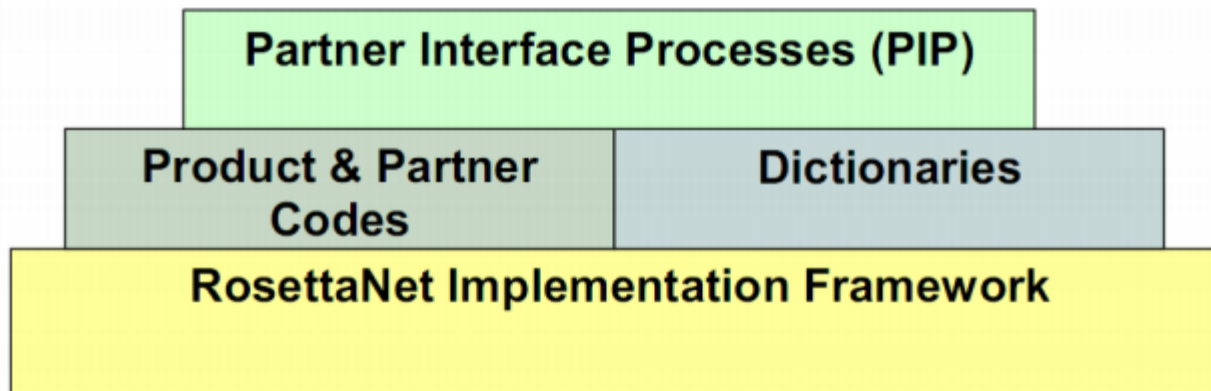 Partner Interface Processes (PIP)
Product & Partner
Codes
Dictionaries
RosettaNet Implementation Framework